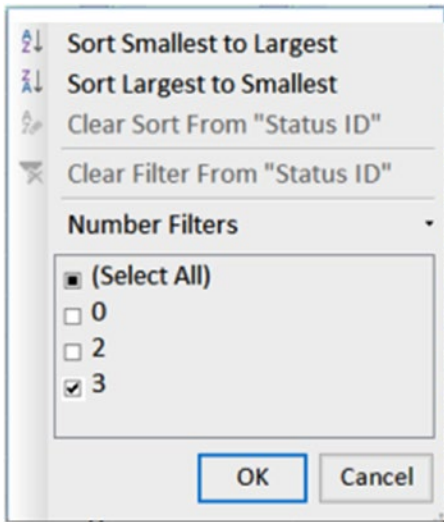 Sort Smallest to Largest
Sort Largest to Smallest
Clear Sort From "Status ID"
Clear Filter From "Status ID"
Number Filters
(Select All)
0
2
3
OK Cancel